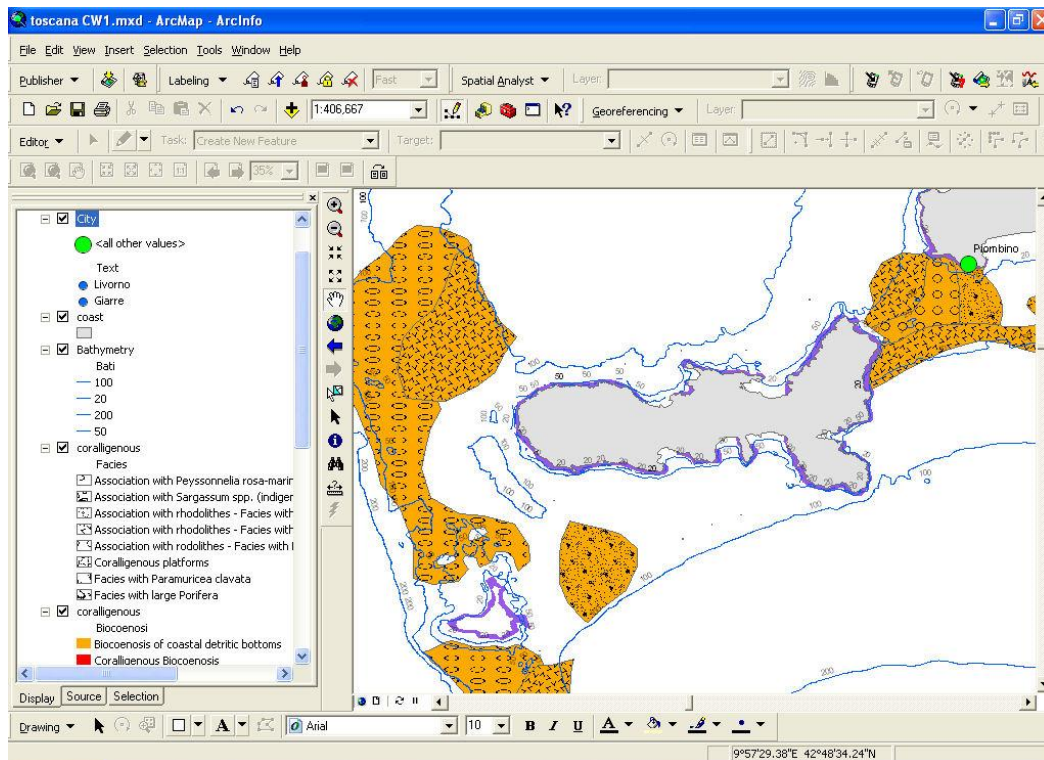 toscana CW1.mxd - ArcMap - ArcInfo
File Edit View Insert Selection Tools Window Help
Publisher Labeling Fast Spatial Analyst Layer:
1:406,667 Georeferencing Layer
Editor Task: Create New Feature Target:
1:1 35%
City
<all other values>
Text
Livorno
Giarre
coast
Bathymetry
Bati
100
20
200
50
coralligenous
Facies
Association with Peyssonnelia rosa-marin
Association with Sargassum spp. (indiger
Association with rhodolithes - Facies with
Association with rhodolithes - Facies with
Association with rodolithes - Facies with
Coralligenous platforms
Facies with Paramuricea clavata
Facies with large Porifera
coralligenous
Biocoenosi
Biocoenosis of coastal detritic bottoms
Coralligenous Biocoenosis
Display Source Selection
Piombino
100
20
50
100
50
50
20
20
100
100
100
200
200
Drawing A Arial 10 B I U A
9°57'29.38"E 42°48'34.24"N